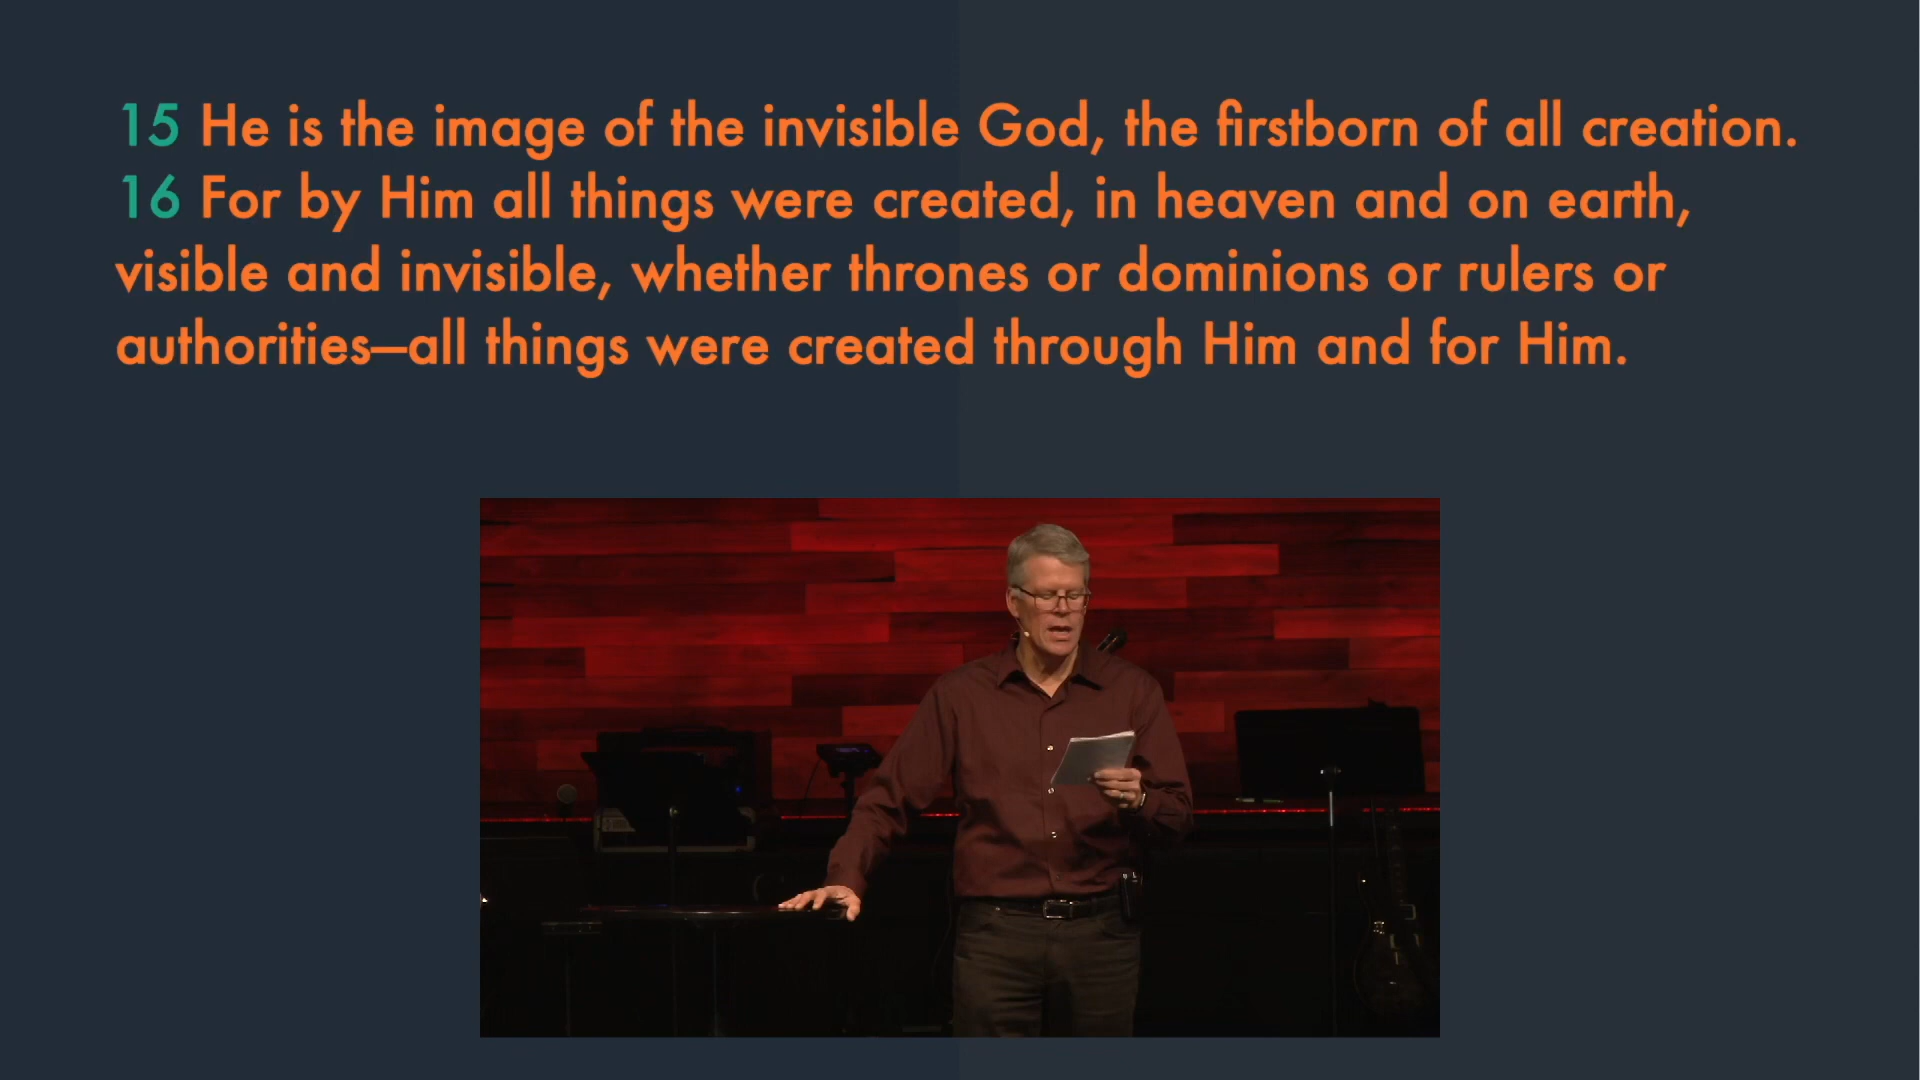 15 He is the image of the invisible God, the firstborn of all creation.
16 For by Him all things were created, in heaven and on earth,
visible and invisible, whether thrones or dominions or rulers or
authorities—all things were created through Him and for Him.